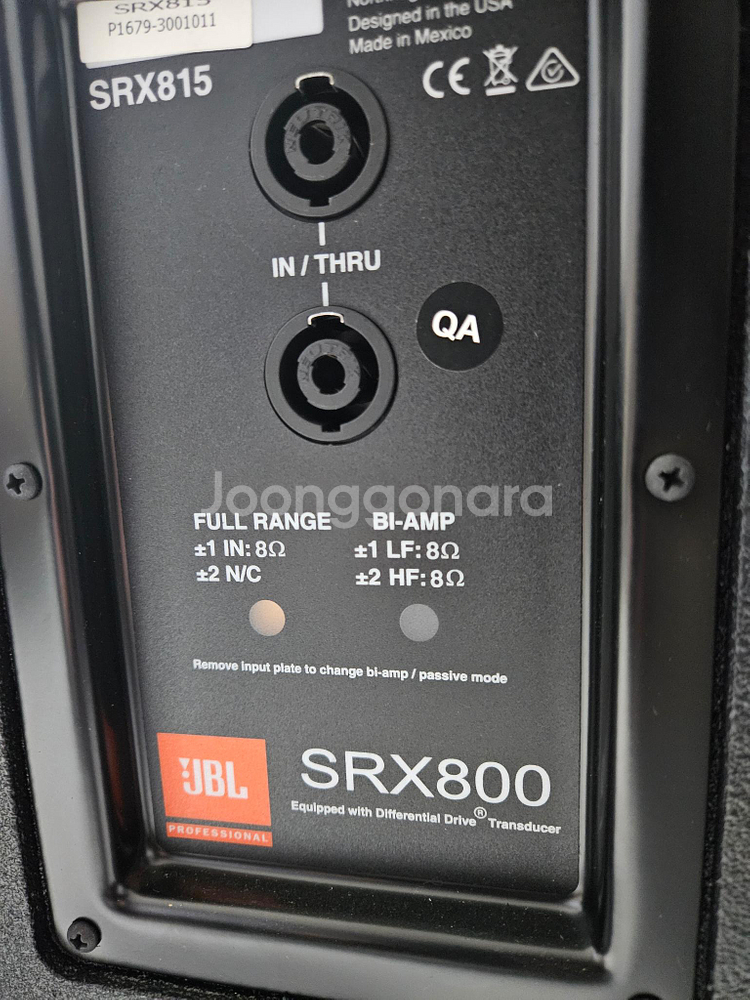 SRX815
P1679-3001011
Designed in the USA
Made in Mexico
SRX815
CE
NEUTRIK
IN / THRU
QA
Joonggonara
FULL RANGE
±1 IN: 8Ω
±2 N/C
BI-AMP
±1 LF: 8Ω
±2 HF: 8Ω
Remove input plate to change bi-amp / passive mode
JBL
PROFESSIONAL
SRX800
Equipped with Differential Drive® Transducer